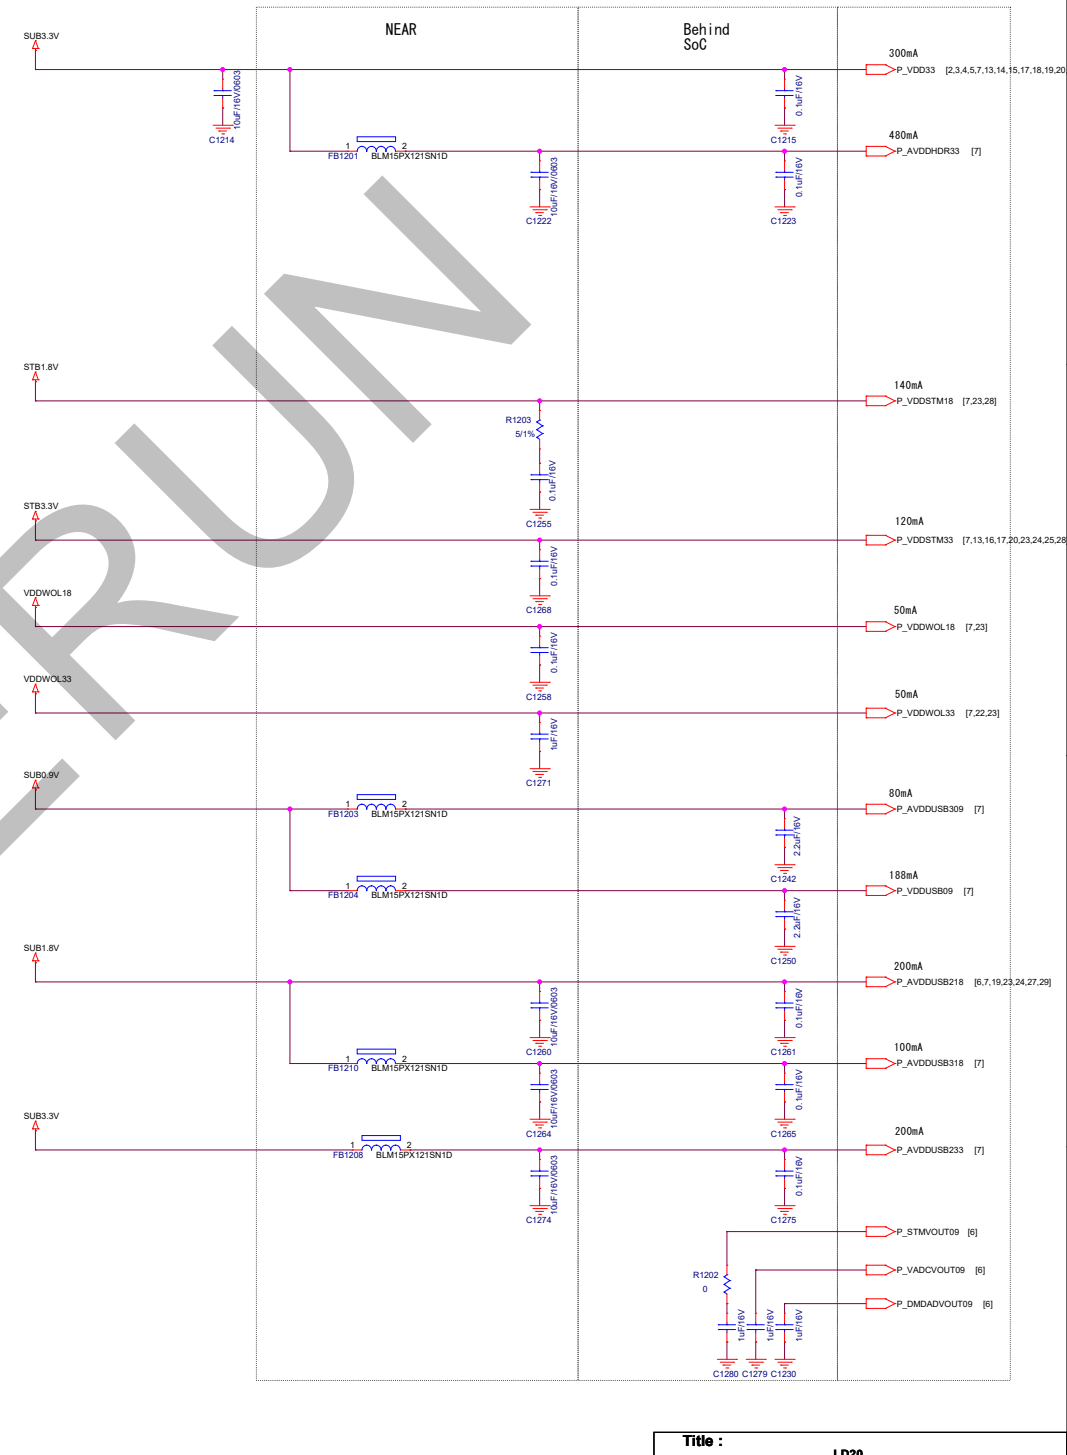 NEAR
Behind
SoC
SUB3.3V
300mA
P_VDD33 [2,3,4,5,7,13,14,15,17,18,19,20
10uF/16V/0603
C1214
0.1uF/16V
C1215
480mA
1 2
FB1201 BLM15PX121SN1D
P_AVDDHDR33 [7]
10uF/16V/0603
C1222
0.1uF/16V
C1223
STB1.8V
140mA
P_VDDSTM18 [7,23,28]
R1203
5/1%
0.1uF/16V
C1255
STB3.3V
120mA
P_VDDSTM33 [7,13,16,17,20,23,24,25,28
0.1uF/16V
C1268
VDDWOL18
50mA
P_VDDWOL18 [7,23]
0.1uF/16V
C1258
VDDWOL33
50mA
P_VDDWOL33 [7,22,23]
1uF/16V
C1271
SUB0.9V
80mA
1 2
FB1203 BLM15PX121SN1D
P_AVDDUSB309 [7]
2.2uF/16V
C1242
188mA
1 2
FB1204 BLM15PX121SN1D
P_VDDUSB09 [7]
2.2uF/16V
C1250
SUB1.8V
200mA
P_AVDDUSB218 [6,7,19,23,24,27,29]
10uF/16V/0603
C1260
0.1uF/16V
C1261
100mA
1 2
FB1210 BLM15PX121SN1D
P_AVDDUSB318 [7]
10uF/16V/0603
C1264
0.1uF/16V
C1265
SUB3.3V
200mA
1 2
FB1208 BLM15PX121SN1D
P_AVDDUSB233 [7]
10uF/16V/0603
C1274
0.1uF/16V
C1275
P_STMVOUT09 [6]
R1202
0
P_VADCVOUT09 [6]
P_DMDADVOUT09 [6]
1uF/16V
1uF/16V
1uF/16V
C1280 C1279 C1230
RUN
Title :